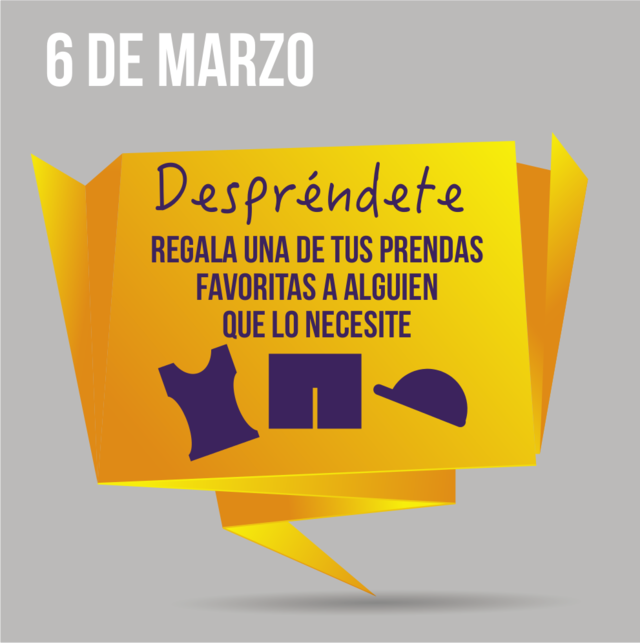 6 DE MARZO
Despréndete
REGALA UNA DE TUS PRENDAS
FAVORITAS A ALGUIEN
QUE LO NECESITE